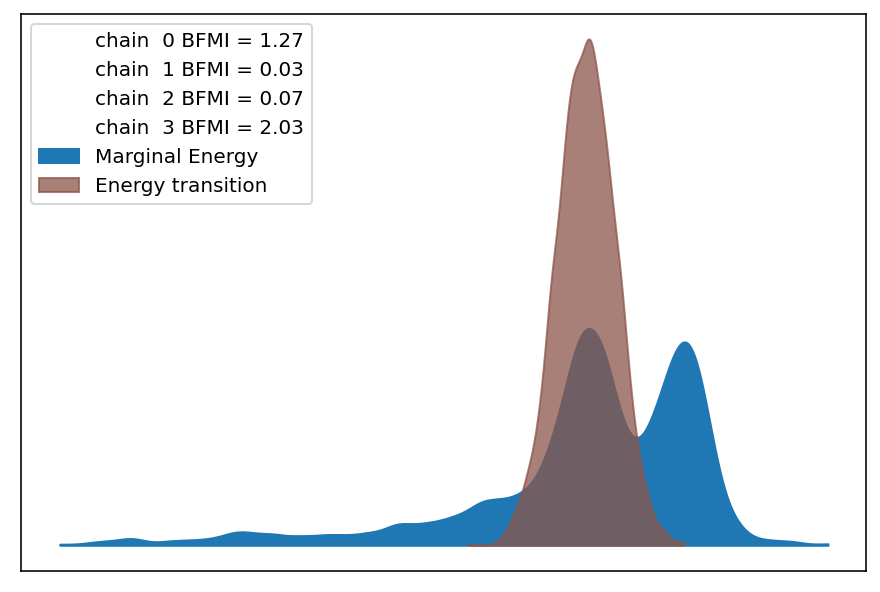 chain  0 BFMI = 1.27
chain  1 BFMI = 0.03
chain  2 BFMI = 0.07
chain  3 BFMI = 2.03
Marginal Energy
Energy transition